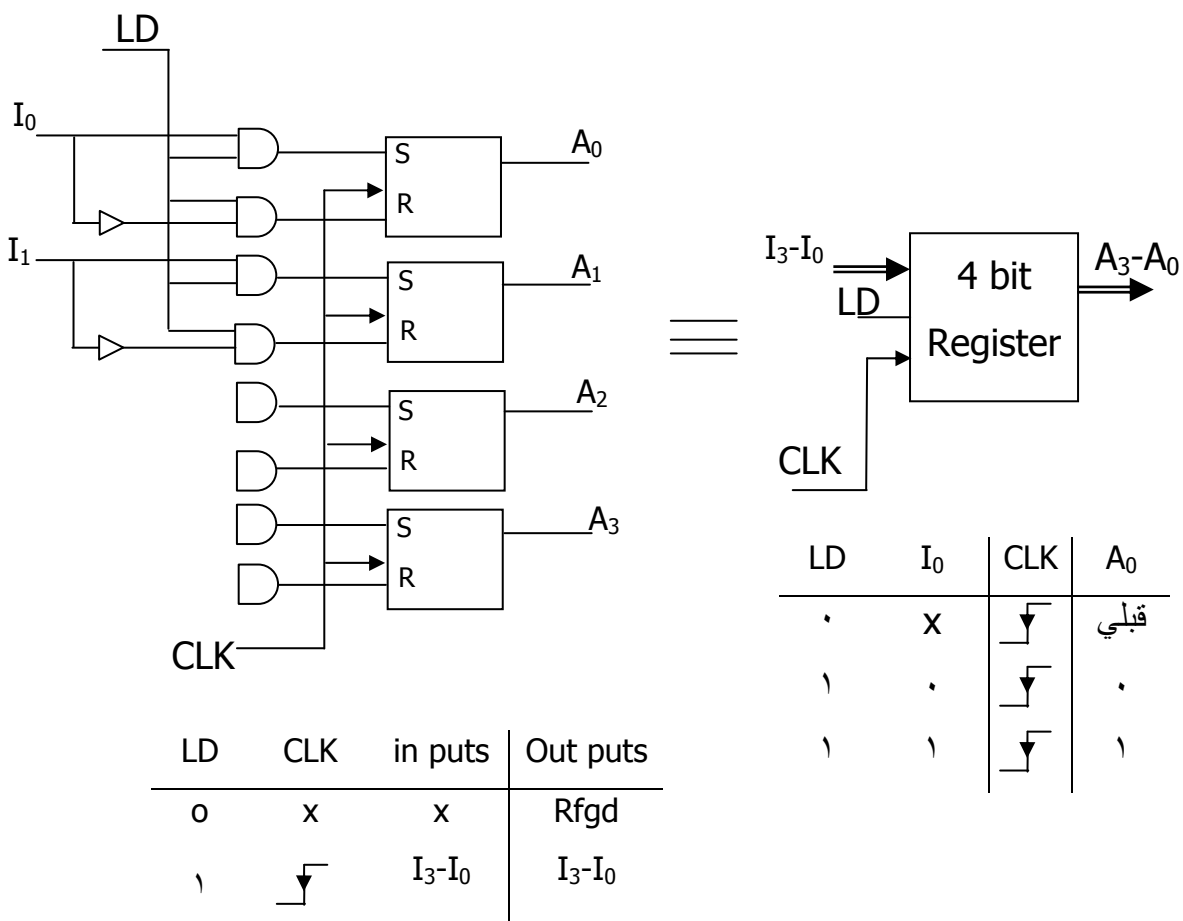 LD
I₀
S
R
A₀
I₁
S
R
A₁
S
R
A₂
S
R
A₃
CLK
I₃-I₀
LD
CLK
4 bit
Register
A₃-A₀
LD I₀ CLK A₀
٠ x قبلي
١ ٠ ٠
١ ١ ١
LD CLK in puts Out puts
o x x Rfgd
١ I₃-I₀ I₃-I₀